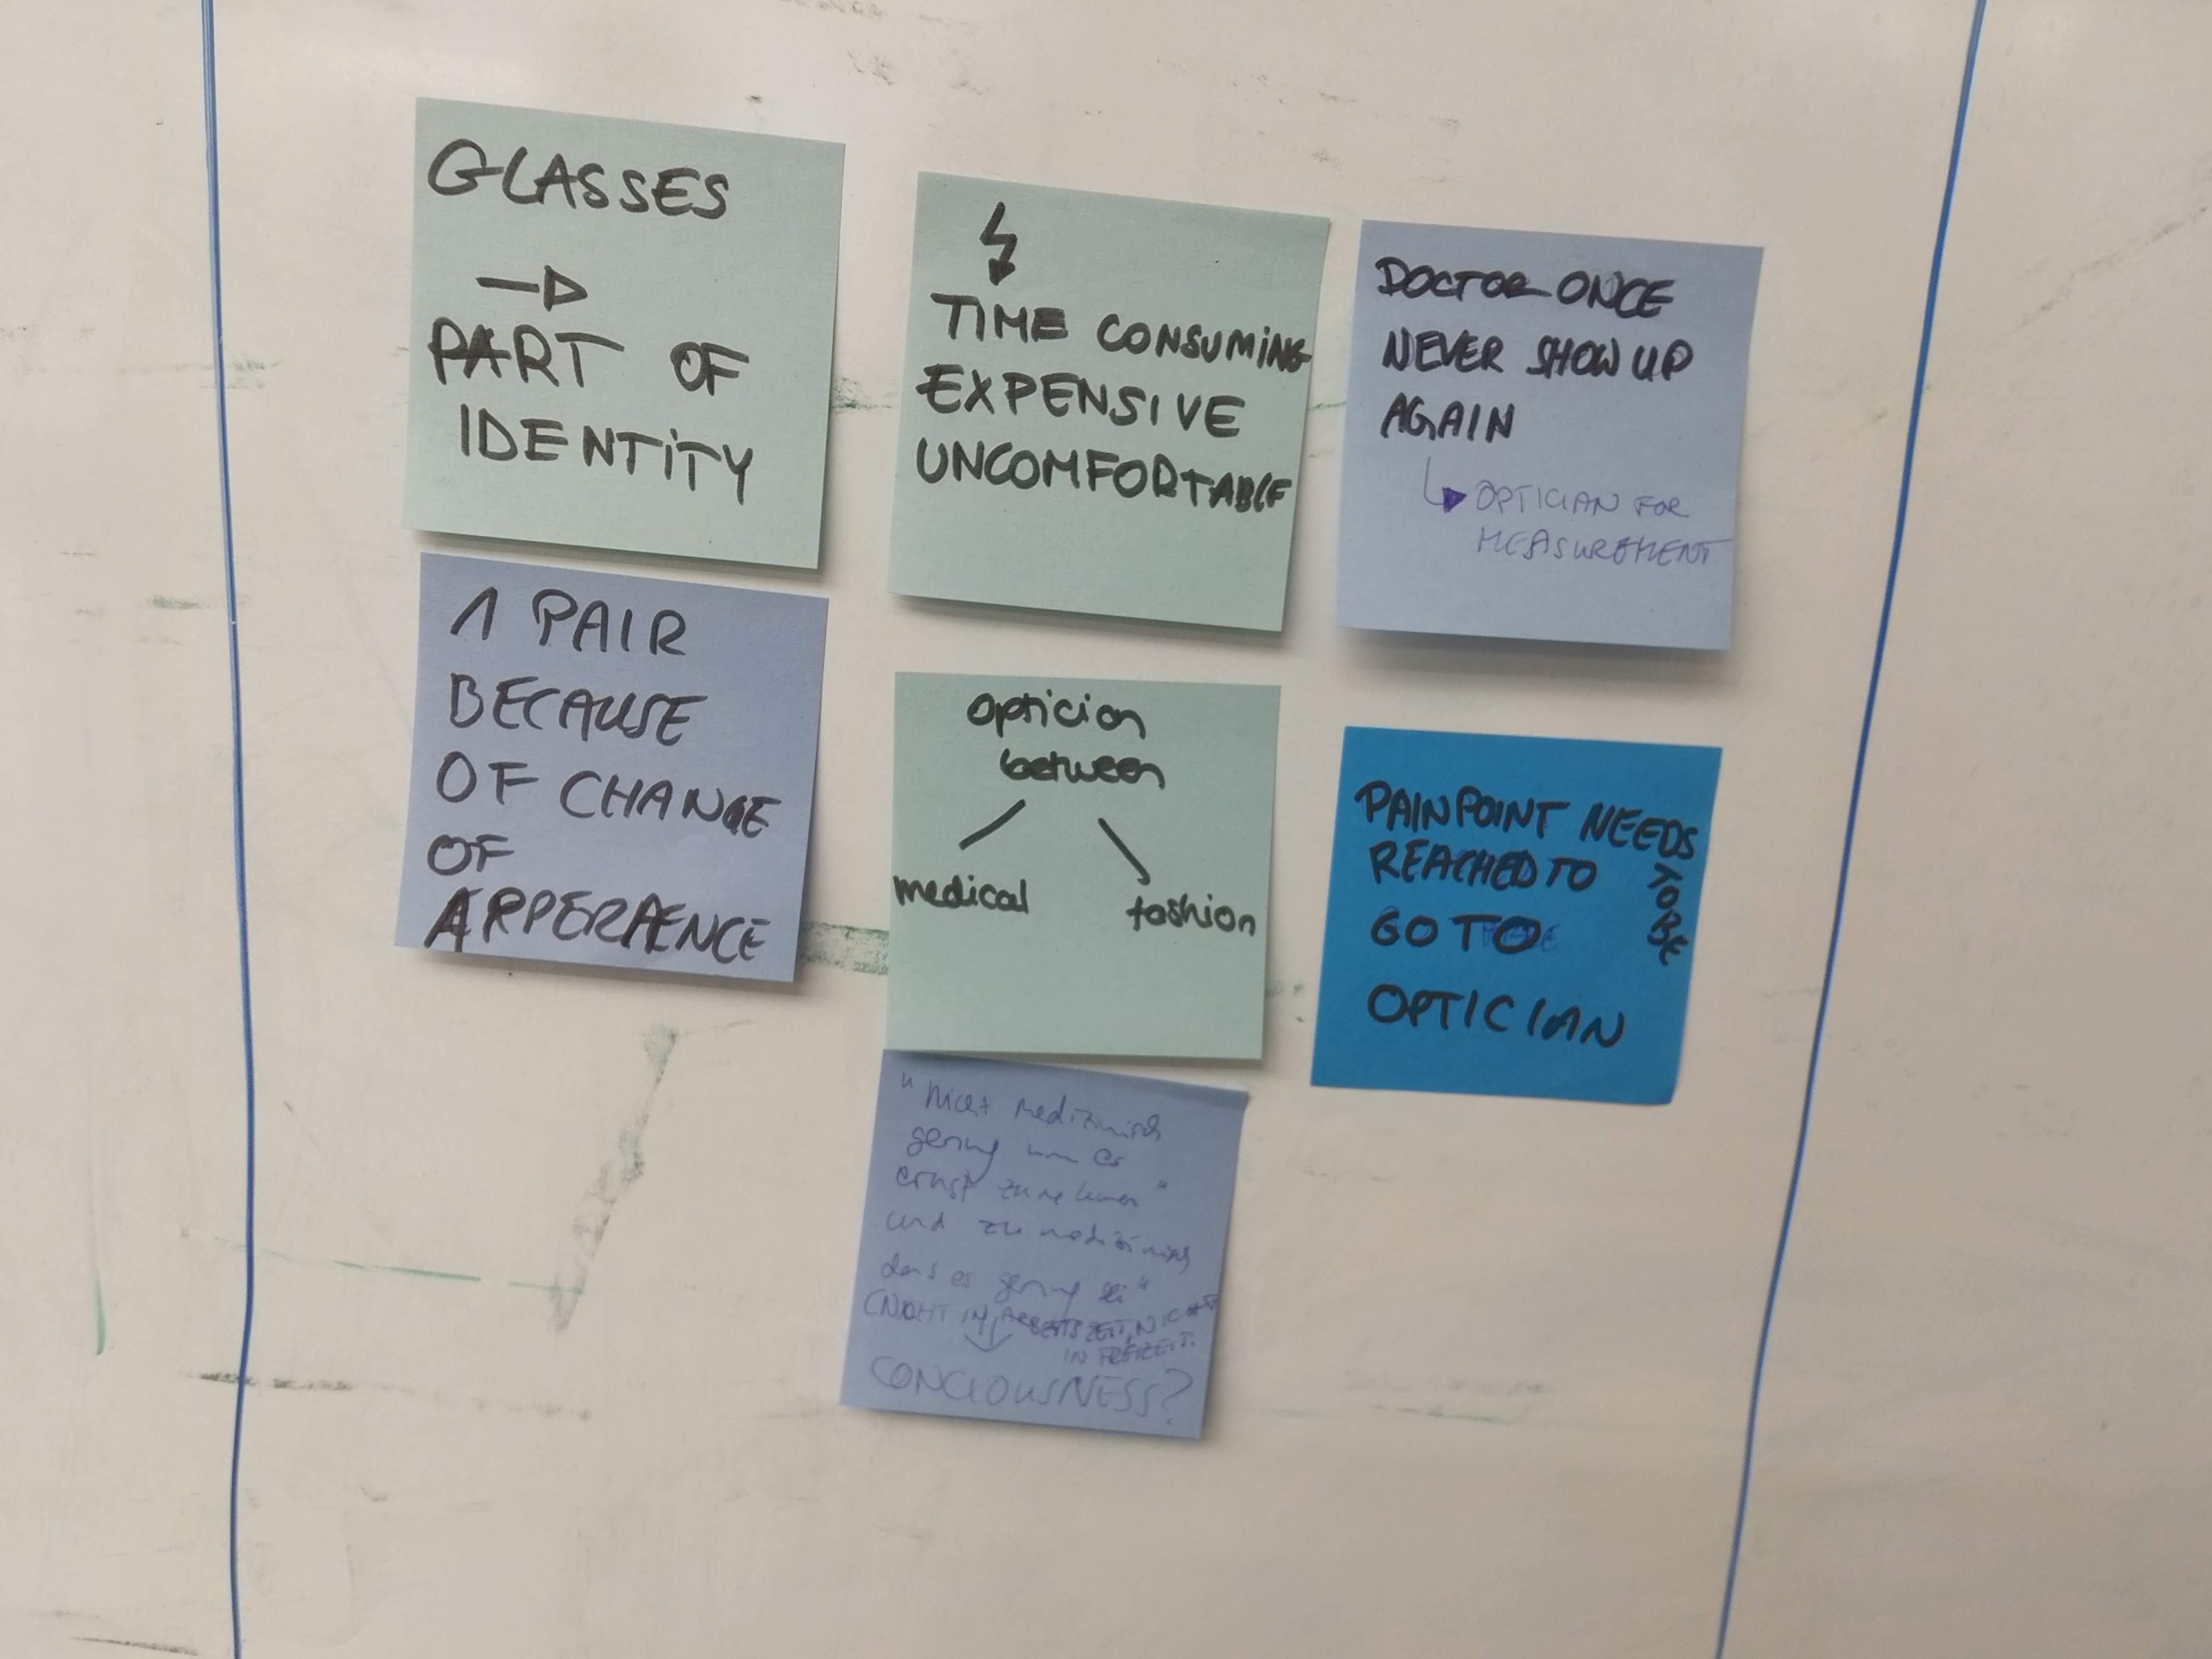 GLASSES
PART OF
IDENTITY
1 PAIR
BECAUSE
OF CHANGE
OF
APPERAENCE
TIME CONSUMING
EXPENSIVE
UNCOMFORTABLE
optician
between
medical fashion
"Nicht medizinisch
genug um es
ernst zu nehmen"
und zu medizinisch
dass es genug sei"
(NICHT IN ARBEITSZEIT, NICHT
IN FREIZEIT.
CONCIOUSNESS?
DOCTOR ONCE
NEVER SHOW UP
AGAIN
OPTICIAN FOR
MEASUREMENT
PAINPOINT NEEDS
TO BE
REACHED TO
GO TO
OPTICIAN